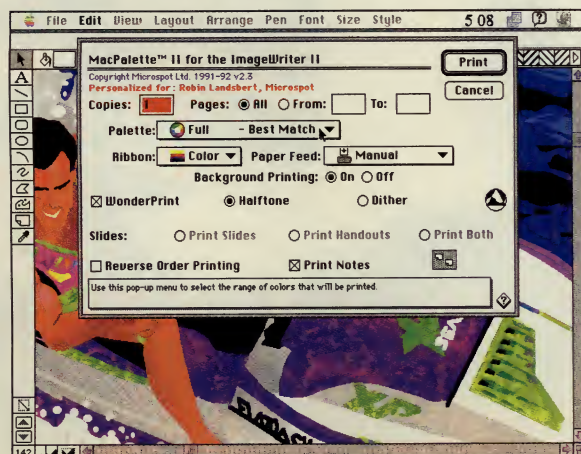 File Edit View Layout Arrange Pen Font Size Style 5 08
MacPalette™ II for the ImageWriter II
Print
Copyright Microspot Ltd. 1991-92 v2.3
Personalized for: Robin Landsbert, Microspot
Cancel
Copies: 1 Pages: All From: To:
Palette: Full - Best Match
Ribbon: Color Paper Feed: Manual
Background Printing: On Off
WonderPrint Halftone Dither
Slides: Print Slides Print Handouts Print Both
Reverse Order Printing Print Notes
Use this pop-up menu to select the range of colors that will be printed.
A
142